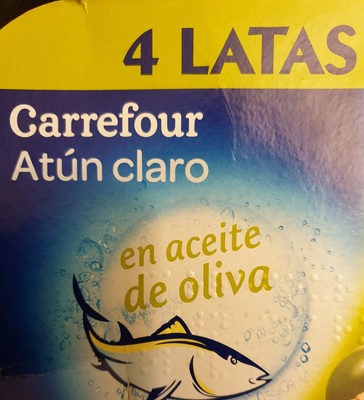 4 LATAS
Carrefour
Atún claro
en aceite
de oliva